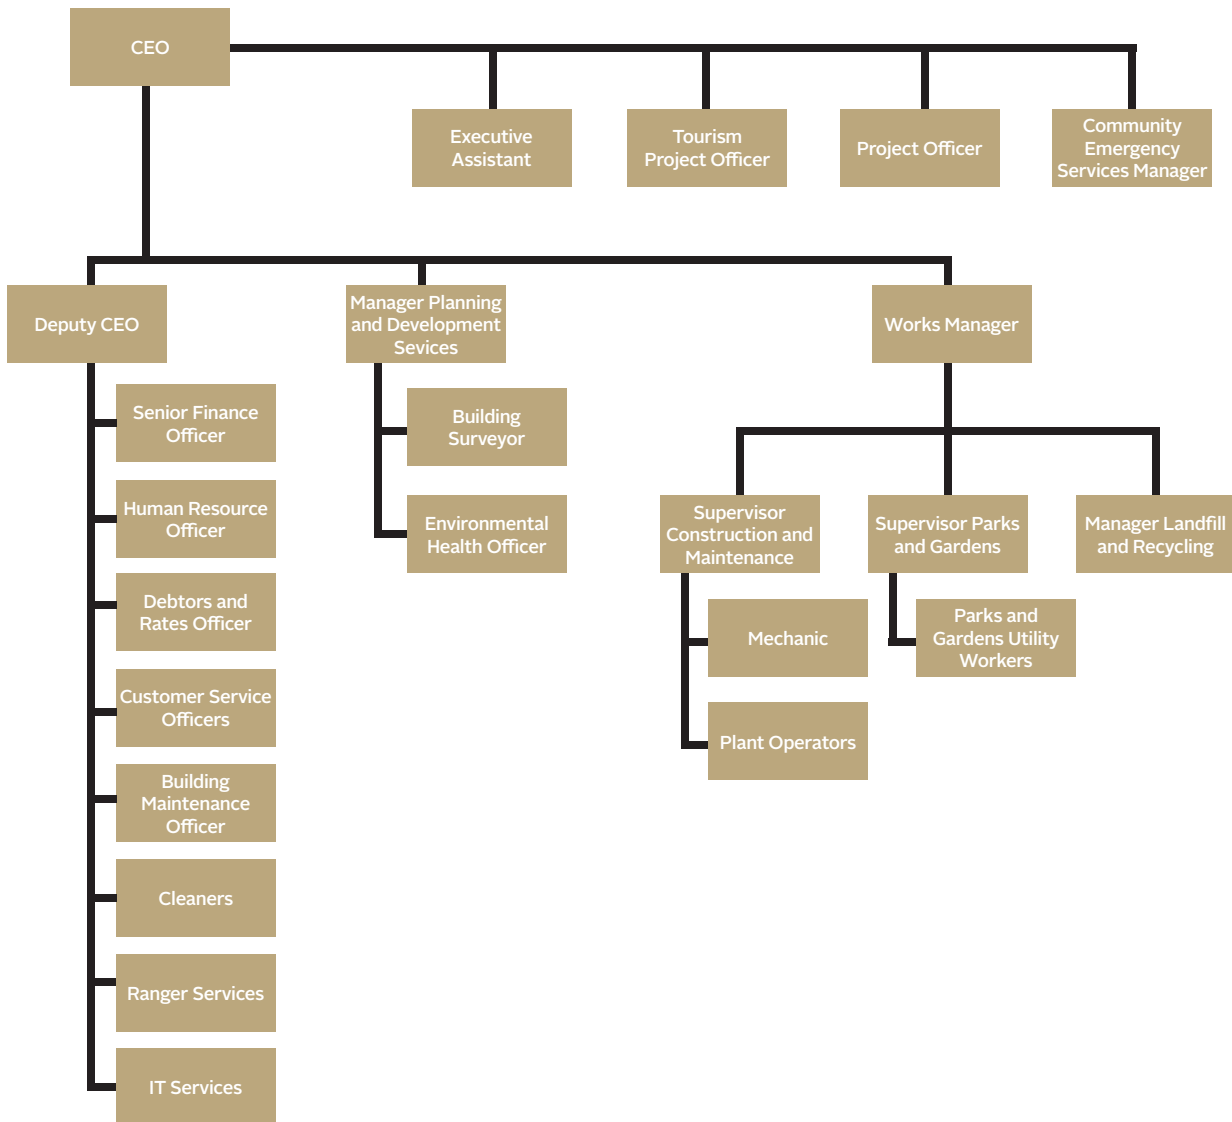 CEO
Executive
Assistant
Tourism
Project Officer
Project Officer
Community
Emergency
Services Manager
Deputy CEO
Manager Planning
and Development
Sevices
Works Manager
Senior Finance
Officer
Human Resource
Officer
Debtors and
Rates Officer
Customer Service
Officers
Building
Maintenance
Officer
Cleaners
Ranger Services
IT Services
Building
Surveyor
Environmental
Health Officer
Supervisor
Construction and
Maintenance
Mechanic
Plant Operators
Supervisor Parks
and Gardens
Parks and
Gardens Utility
Workers
Manager Landfill
and Recycling